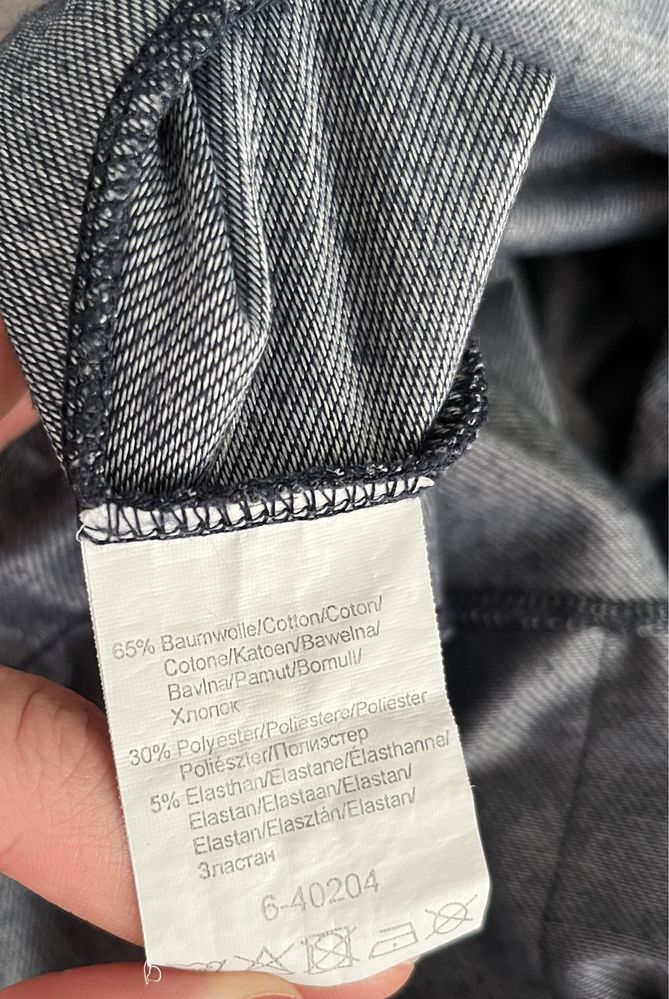 65% Baumwolle/Cotton/Coton/
Cotone/Katoen/Bawełna/
Bavlna/Pamut/Bomull/
Хлопок
30% Polyester/Poliestere/Poliester
Poliészter/Полиэстер
5% Elasthan/Elastane/Élasthanne/
Elastan/Elastaan/Elastan/
Elastan/Elasztán/Elastan/
Эластан
6-40204